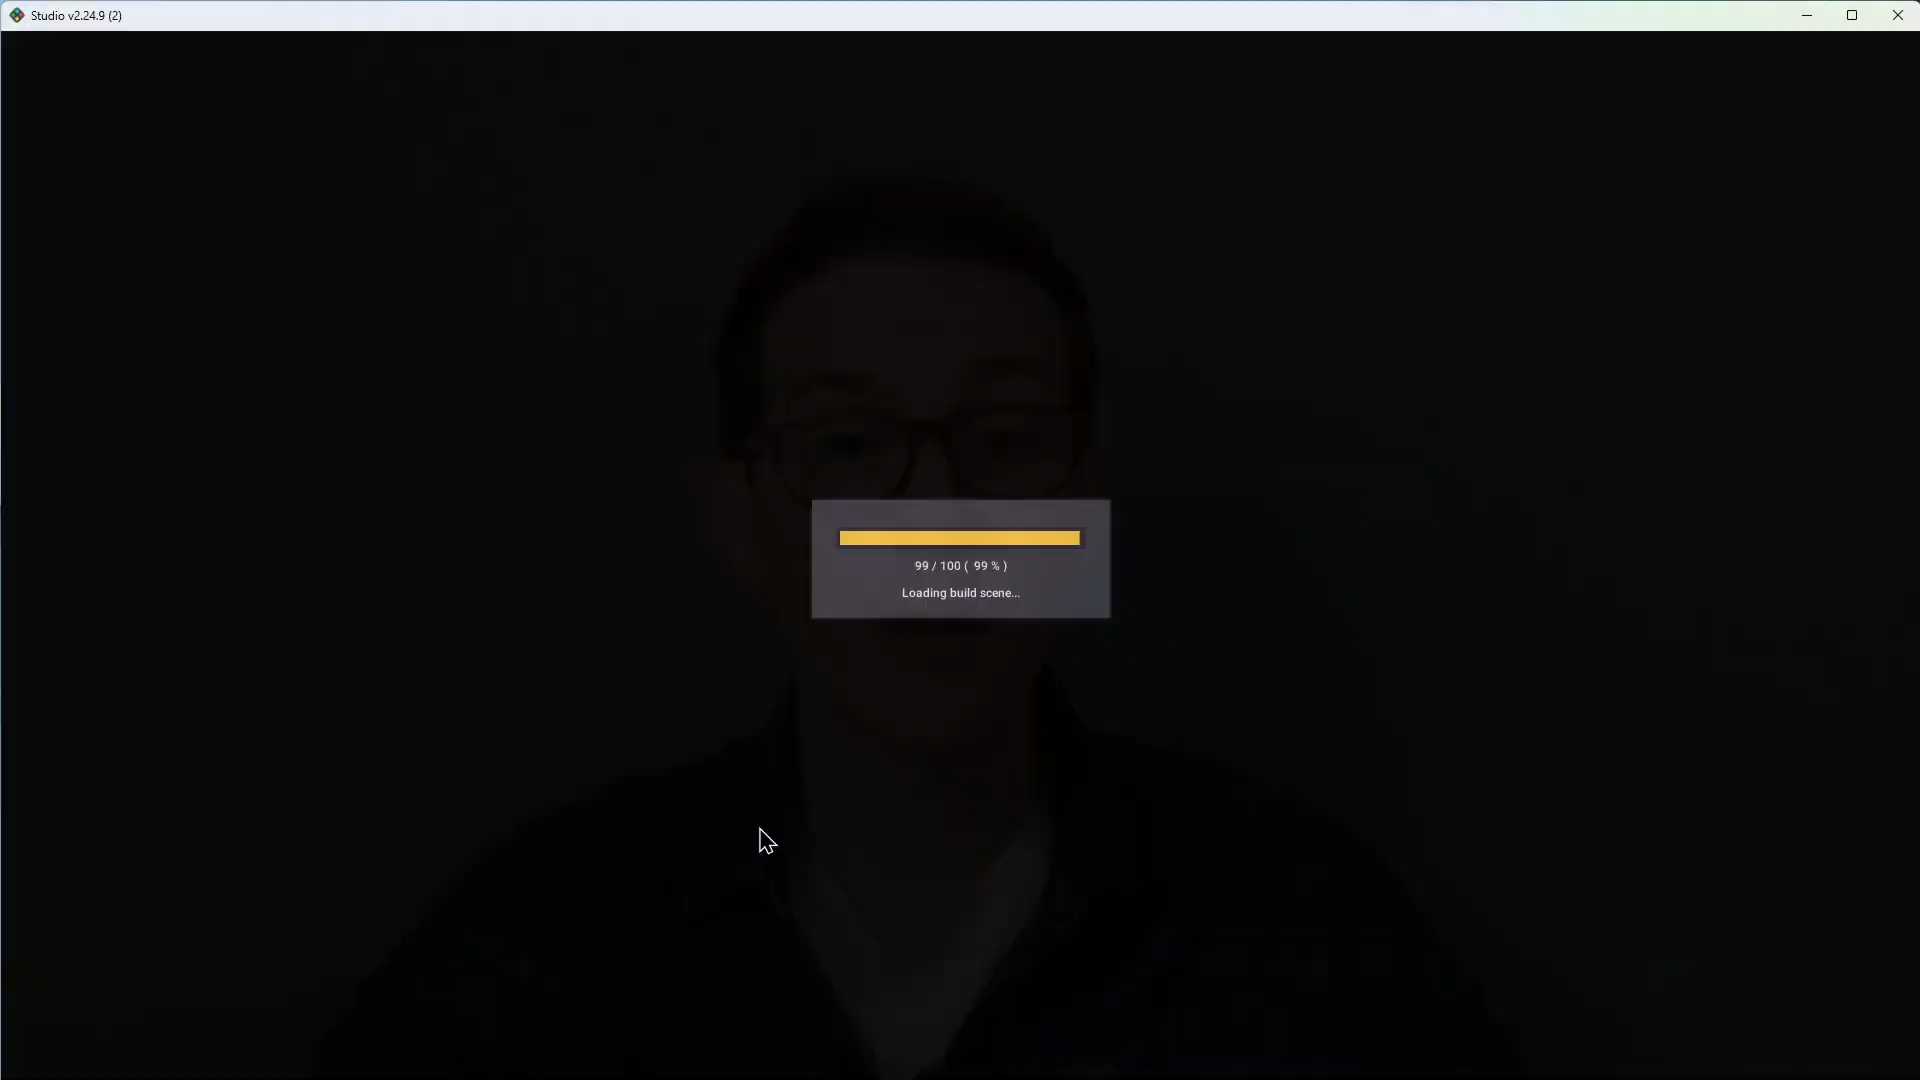 Studio v2.24.9 (2)
99 / 100 ( 99 % )
Loading build scene...